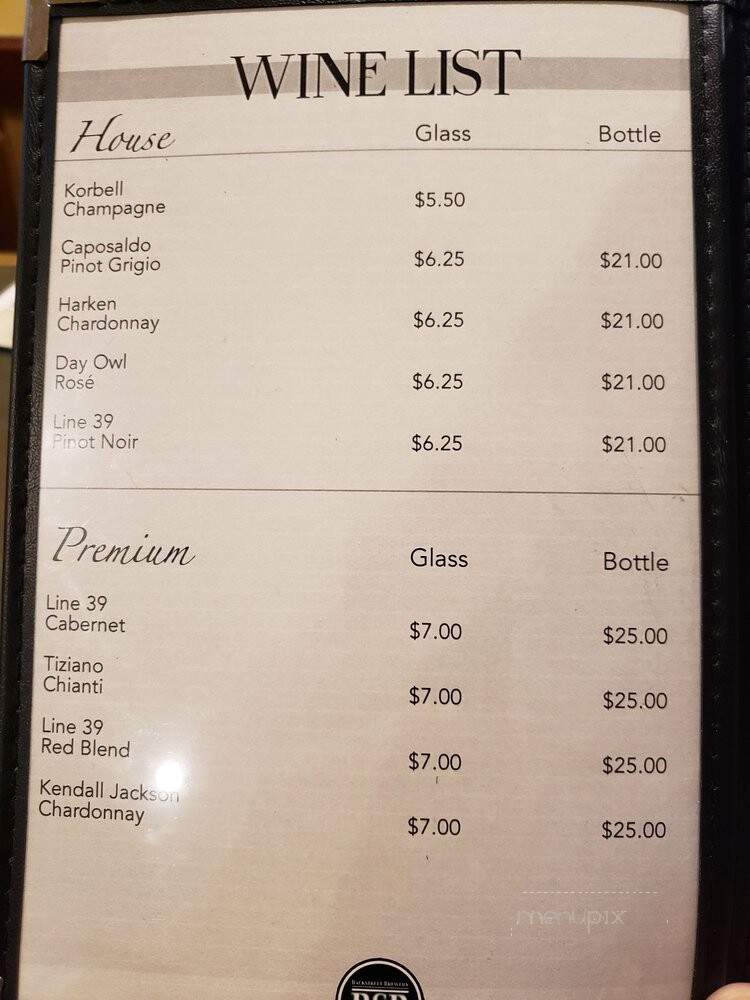 WINE LIST
House Glass Bottle
Korbell
Champagne $5.50
Caposaldo
Pinot Grigio $6.25 $21.00
Harken
Chardonnay $6.25 $21.00
Day Owl
Rosé $6.25 $21.00
Line 39
Pinot Noir $6.25 $21.00
Premium Glass Bottle
Line 39
Cabernet $7.00 $25.00
Tiziano
Chianti $7.00 $25.00
Line 39
Red Blend $7.00 $25.00
Kendall Jackson
Chardonnay $7.00 $25.00
menupix
BACKSTREET BREWERY